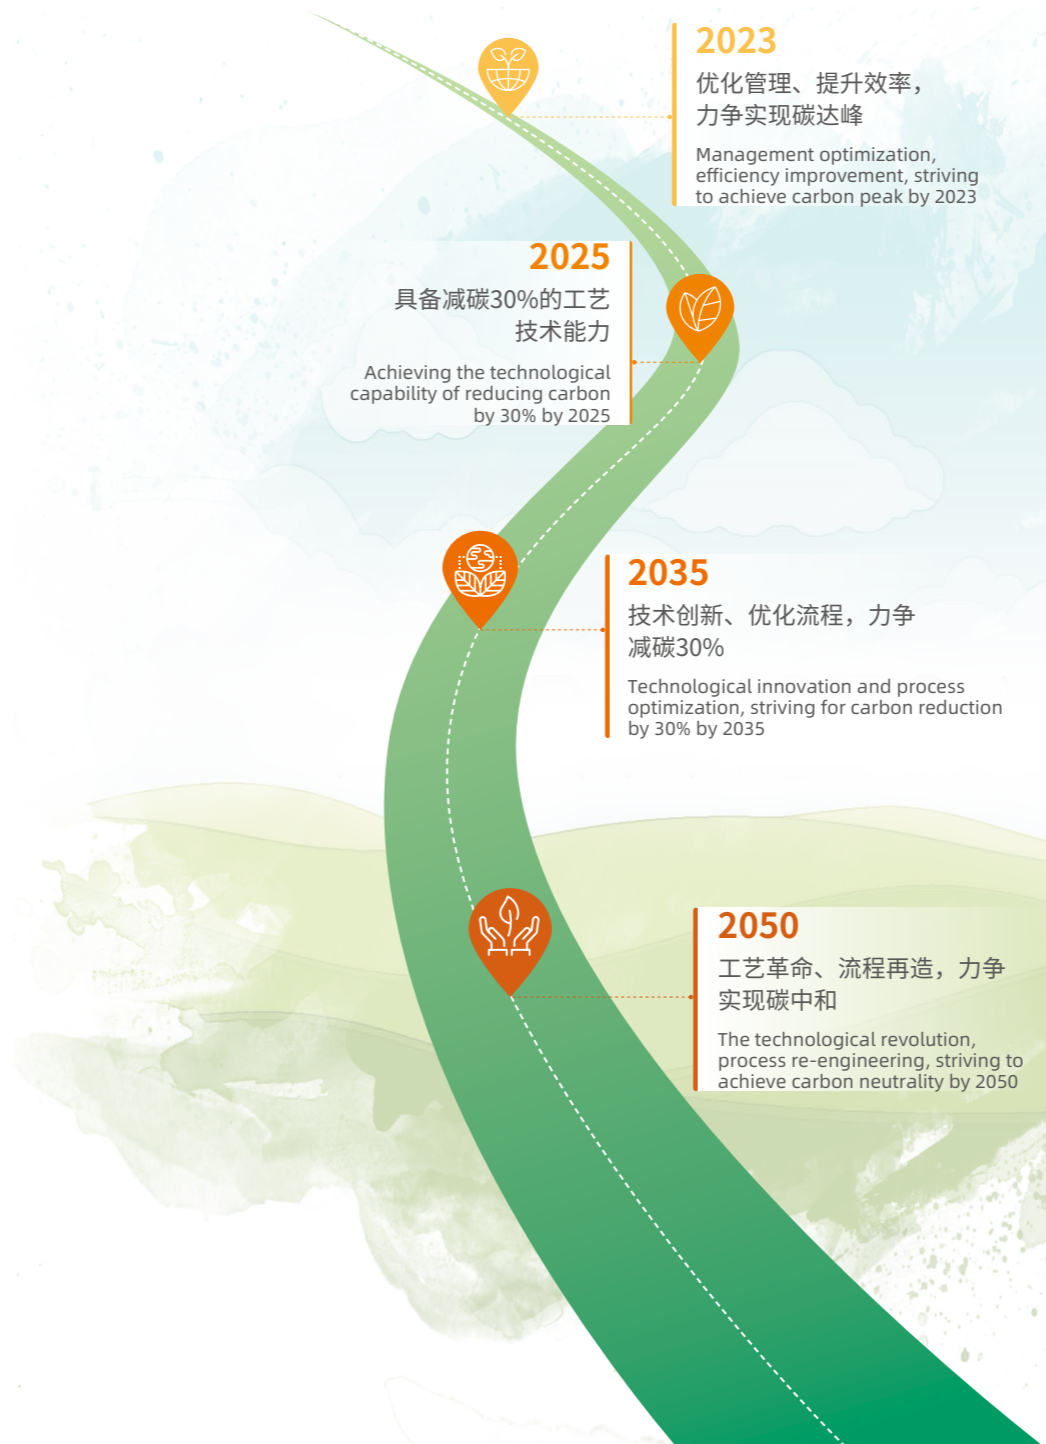 2023
优化管理、提升效率，
力争实现碳达峰
Management optimization,
efficiency improvement, striving
to achieve carbon peak by 2023
2025
具备减碳30%的工艺
技术能力
Achieving the technological
capability of reducing carbon
by 30% by 2025
2035
技术创新、优化流程，力争
减碳30%
Technological innovation and process
optimization, striving for carbon reduction
by 30% by 2035
2050
工艺革命、流程再造，力争
实现碳中和
The technological revolution,
process re-engineering, striving to
achieve carbon neutrality by 2050